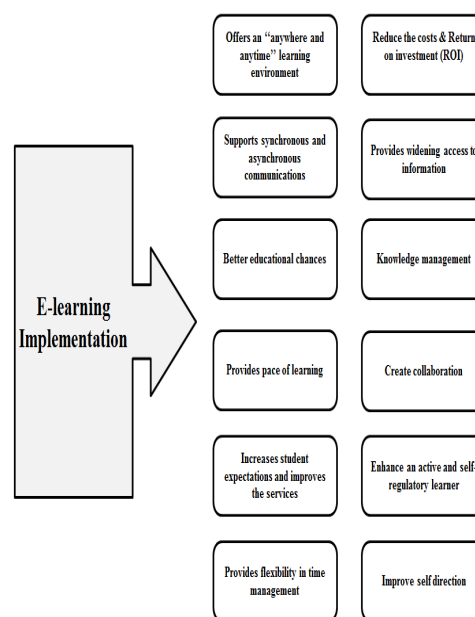 E-learning
Implementation
Offers an “anywhere and
anytime” learning
environment
Reduce the costs & Return
on investment (ROI)
Supports synchronous and
asynchronous
communications
Provides widening access to
information
Better educational chances
Knowledge management
Provides pace of learning
Create collaboration
Increases student
expectations and improves
the services
Enhance an active and self-
regulatory learner
Provides flexibility in time
management
Improve self direction